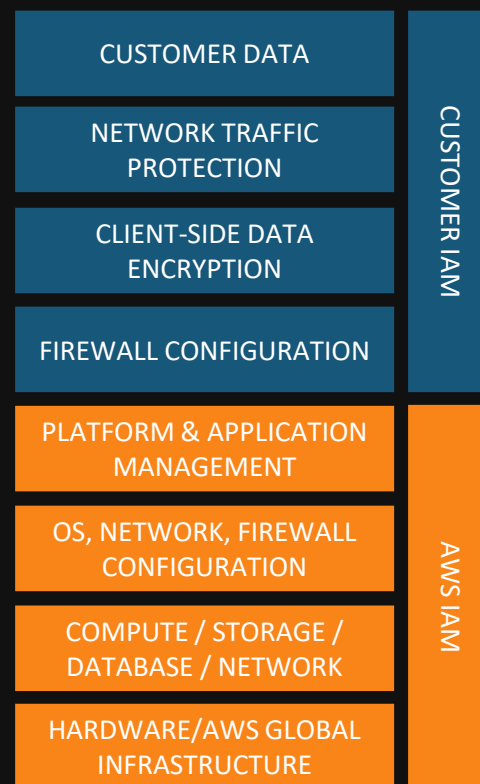 CUSTOMER DATA
NETWORK TRAFFIC
PROTECTION
CLIENT-SIDE DATA
ENCRYPTION
FIREWALL CONFIGURATION
CUSTOMER IAM
PLATFORM & APPLICATION
MANAGEMENT
OS, NETWORK, FIREWALL
CONFIGURATION
COMPUTE / STORAGE /
DATABASE / NETWORK
HARDWARE/AWS GLOBAL
INFRASTRUCTURE
AWS IAM